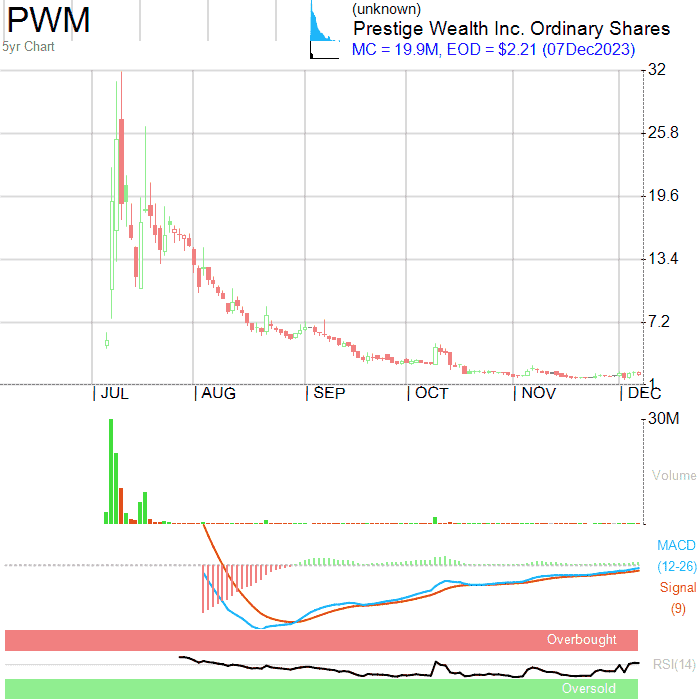 PWM
5yr Chart
(unknown)
Prestige Wealth Inc. Ordinary Shares
MC = 19.9M, EOD = $2.21 (07Dec2023)
32
25.8
19.6
13.4
7.2
1
JUL AUG SEP OCT NOV DEC
30M
Volume
MACD
(12-26)
Signal
(9)
Overbought
RSI(14)
Oversold